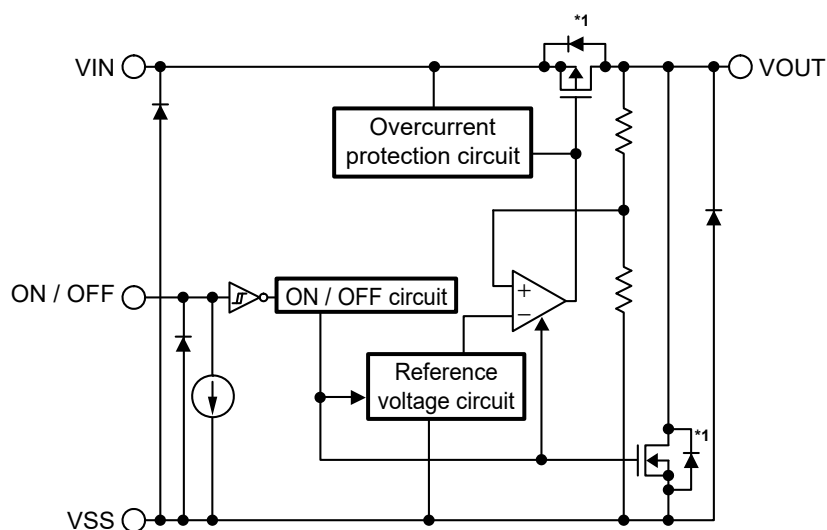 *1
VIN
VOUT
Overcurrent
protection circuit
ON / OFF
ON / OFF circuit
+
−
Reference
voltage circuit
*1
VSS